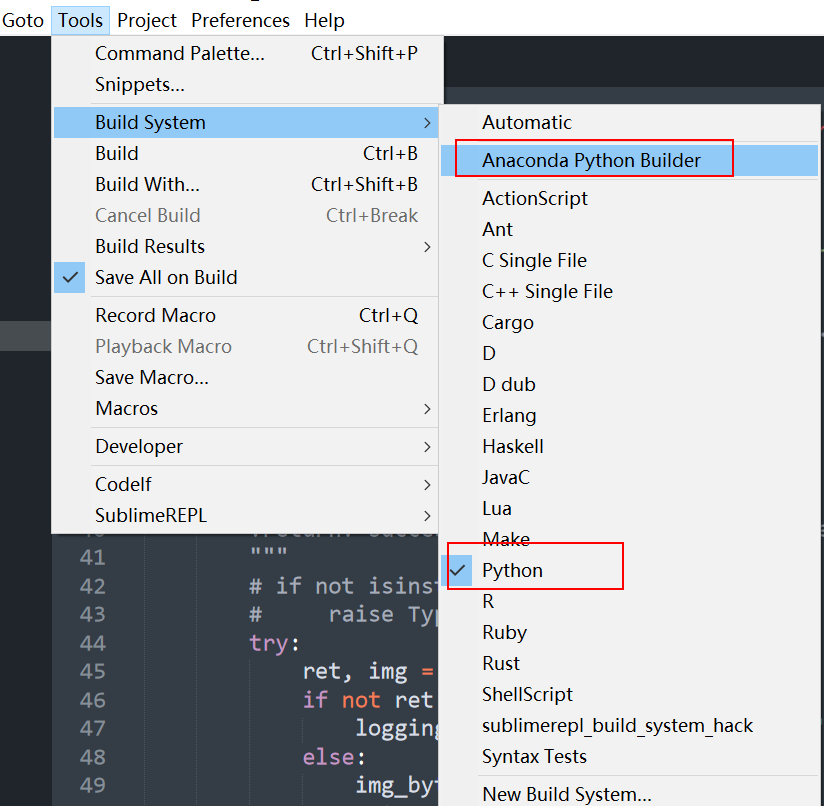 Goto Tools Project Preferences Help
Command Palette... Ctrl+Shift+P
Snippets...
Build System
Build Ctrl+B
Build With... Ctrl+Shift+B
Cancel Build Ctrl+Break
Build Results
Save All on Build
Record Macro Ctrl+Q
Playback Macro Ctrl+Shift+Q
Save Macro...
Macros
Developer
CodeIf
SublimeREPL
Automatic
Anaconda Python Builder
ActionScript
Ant
C Single File
C++ Single File
Cargo
D
D dub
Erlang
Haskell
JavaC
Lua
Make
Python
R
Ruby
Rust
ShellScript
sublimerepl_build_system_hack
Syntax Tests
New Build System...
41 """
42 # if not isinst
43 # raise Typ
44 try:
45 ret, img =
46 if not ret
47 logging
48 else:
49 img_byt